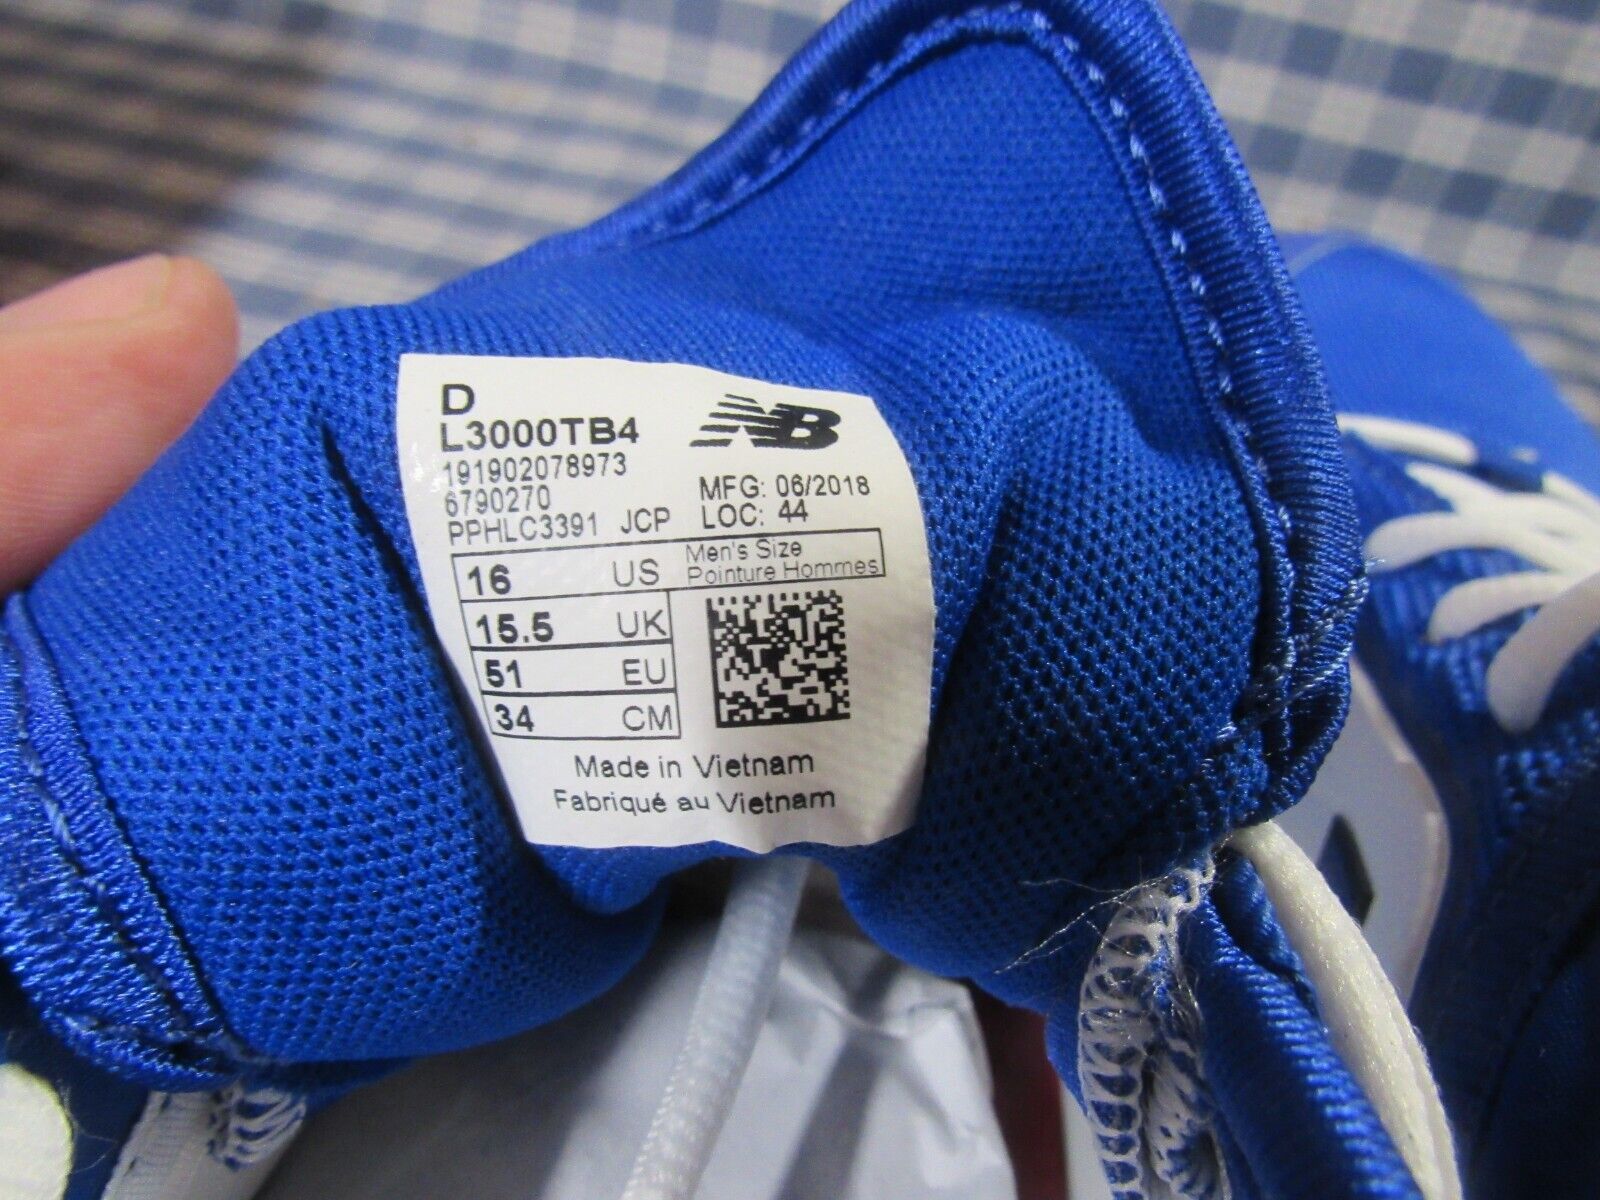 D
L3000TB4
NB
191902078973
6790270
MFG: 06/2018
PPHLC3391 JCP LOC: 44
16 US Men's Size
Pointure Hommes
15.5 UK
51 EU
34 CM
Made in Vietnam
Fabriqué au Vietnam